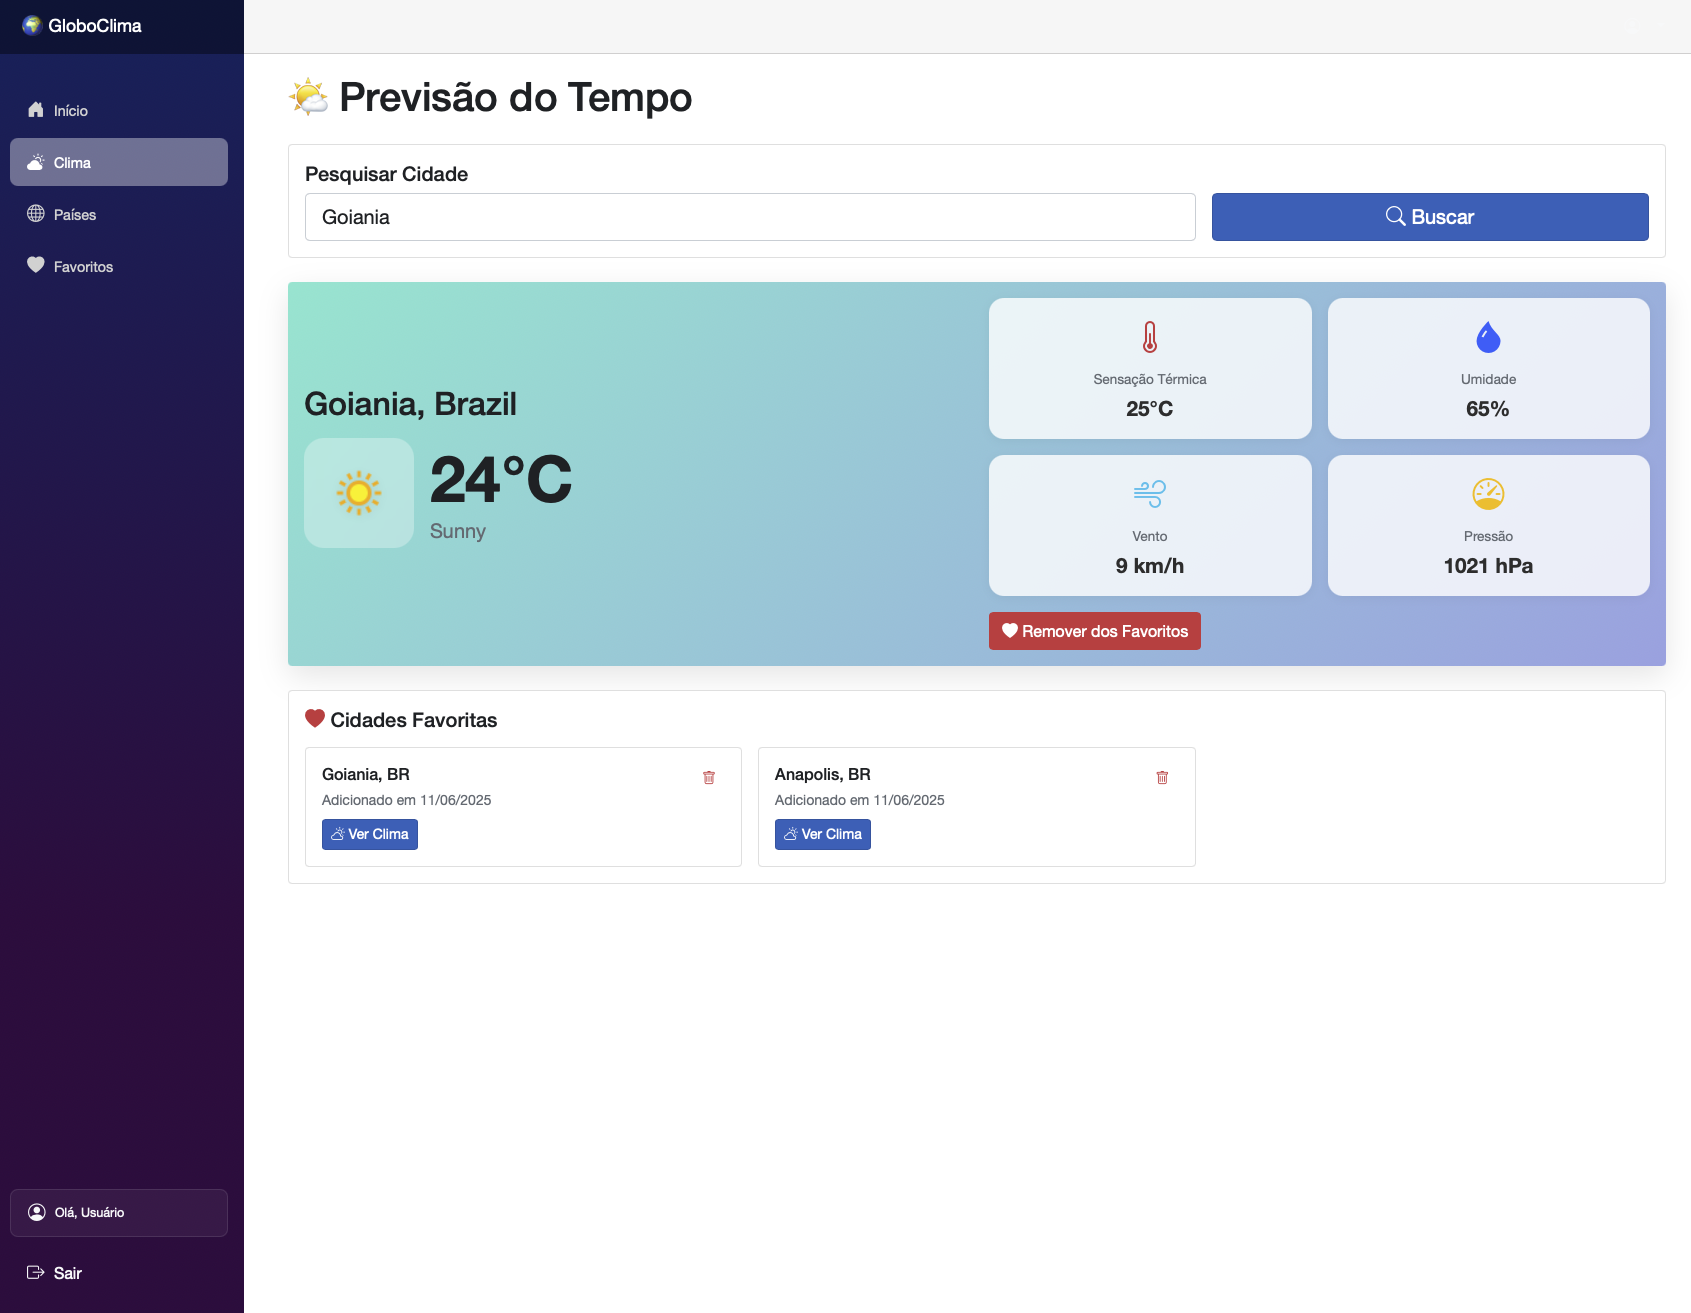 GloboClima
Início
Clima
Países
Favoritos
Olá, Usuário
Sair
Previsão do Tempo
Pesquisar Cidade
Goiania
Buscar
Goiania, Brazil
24°C
Sunny
Sensação Térmica
25°C
Umidade
65%
Vento
9 km/h
Pressão
1021 hPa
Remover dos Favoritos
Cidades Favoritas
Goiania, BR
Adicionado em 11/06/2025
Ver Clima
Anapolis, BR
Adicionado em 11/06/2025
Ver Clima